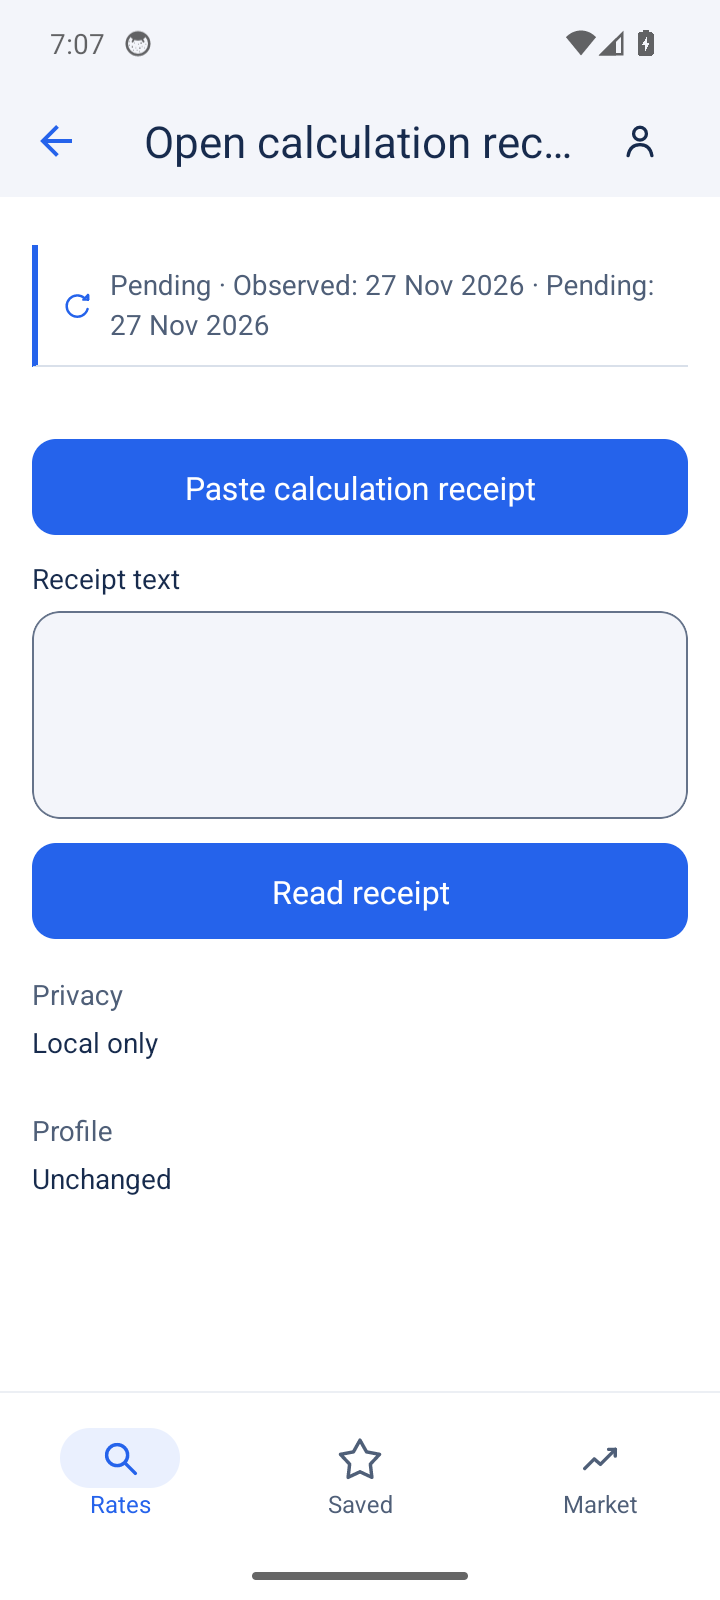 7:07
Open calculation rec...
Pending · Observed: 27 Nov 2026 · Pending:
27 Nov 2026
Paste calculation receipt
Receipt text
Read receipt
Privacy
Local only
Profile
Unchanged
Rates
Saved
Market